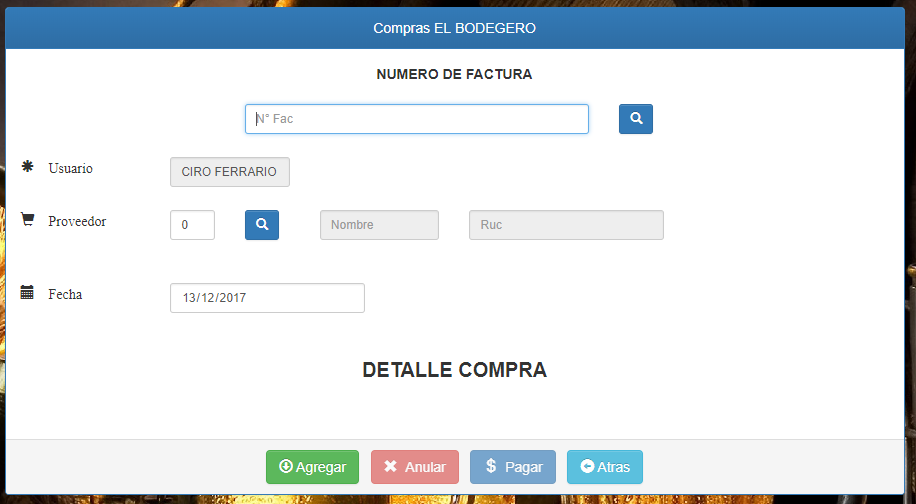 Compras EL BODEGERO
NUMERO DE FACTURA
N° Fac
Usuario CIRO FERRARIO
Proveedor 0 Nombre Ruc
Fecha 13/12/2017
DETALLE COMPRA
Agregar Anular $ Pagar Atras